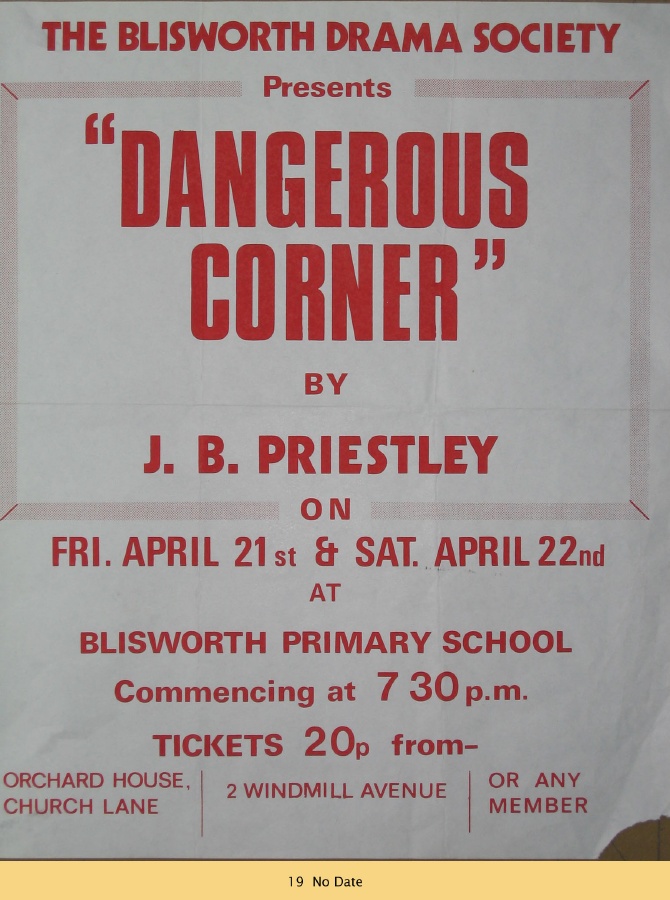 THE BLISWORTH DRAMA SOCIETY
Presents
“DANGEROUS
CORNER”
BY
J. B. PRIESTLEY
ON
FRI. APRIL 21st & SAT. APRIL 22nd
AT
BLISWORTH PRIMARY SCHOOL
Commencing at 7 30 p.m.
TICKETS 20p from-
ORCHARD HOUSE,
CHURCH LANE
2 WINDMILL AVENUE
OR ANY
MEMBER
19 No Date